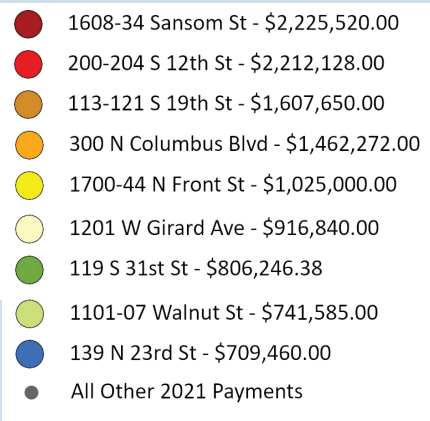 1608-34 Sansom St - $2,225,520.00
200-204 S 12th St - $2,212,128.00
113-121 S 19th St - $1,607,650.00
300 N Columbus Blvd - $1,462,272.00
1700-44 N Front St - $1,025,000.00
1201 W Girard Ave - $916,840.00
119 S 31st St - $806,246.38
1101-07 Walnut St - $741,585.00
139 N 23rd St - $709,460.00
All Other 2021 Payments